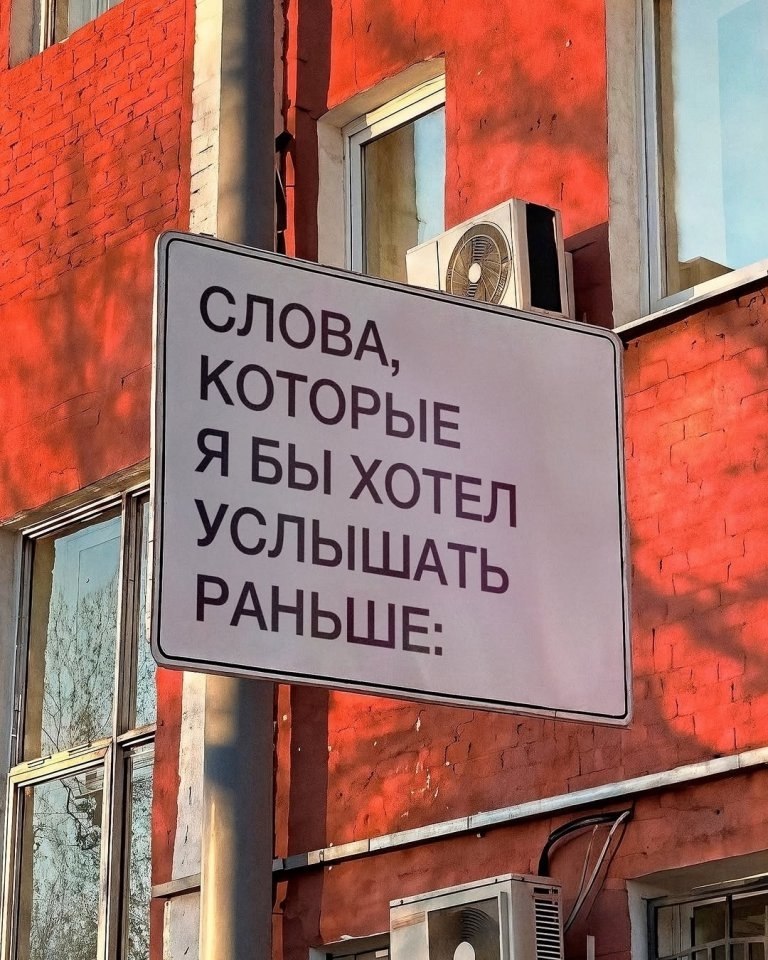 СЛОВА,
КОТОРЫЕ
Я БЫ ХОТЕЛ
УСЛЫШАТЬ
РАНЬШЕ: